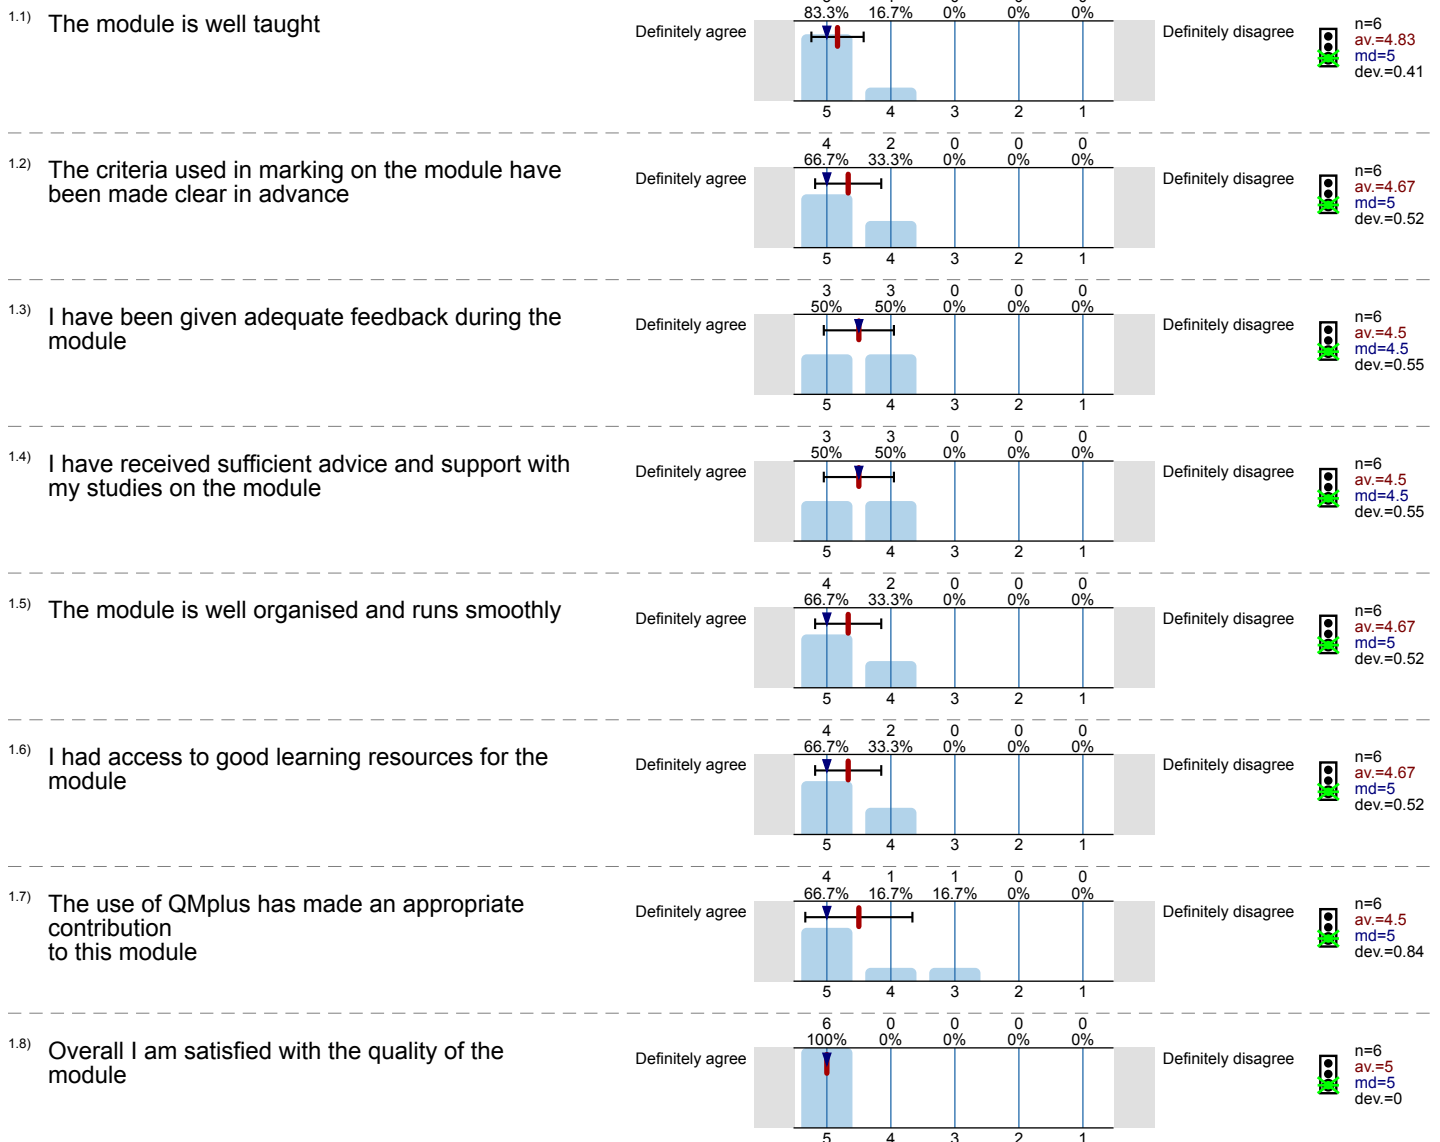 83.3% 16.7% 0% 0% 0%
1.1) The module is well taught
Definitely agree
Definitely disagree
n=6
av.=4.83
md=5
dev.=0.41
5 4 3 2 1
4 2 0 0 0
66.7% 33.3% 0% 0% 0%
1.2) The criteria used in marking on the module have
been made clear in advance
Definitely agree
Definitely disagree
n=6
av.=4.67
md=5
dev.=0.52
5 4 3 2 1
3 3 0 0 0
50% 50% 0% 0% 0%
1.3) I have been given adequate feedback during the
module
Definitely agree
Definitely disagree
n=6
av.=4.5
md=4.5
dev.=0.55
5 4 3 2 1
3 3 0 0 0
50% 50% 0% 0% 0%
1.4) I have received sufficient advice and support with
my studies on the module
Definitely agree
Definitely disagree
n=6
av.=4.5
md=4.5
dev.=0.55
5 4 3 2 1
4 2 0 0 0
66.7% 33.3% 0% 0% 0%
1.5) The module is well organised and runs smoothly
Definitely agree
Definitely disagree
n=6
av.=4.67
md=5
dev.=0.52
5 4 3 2 1
4 2 0 0 0
66.7% 33.3% 0% 0% 0%
1.6) I had access to good learning resources for the
module
Definitely agree
Definitely disagree
n=6
av.=4.67
md=5
dev.=0.52
5 4 3 2 1
4 1 1 0 0
66.7% 16.7% 16.7% 0% 0%
1.7) The use of QMplus has made an appropriate
contribution
to this module
Definitely agree
Definitely disagree
n=6
av.=4.5
md=5
dev.=0.84
5 4 3 2 1
6 0 0 0 0
100% 0% 0% 0% 0%
1.8) Overall I am satisfied with the quality of the
module
Definitely agree
Definitely disagree
n=6
av.=5
md=5
dev.=0
5 4 3 2 1